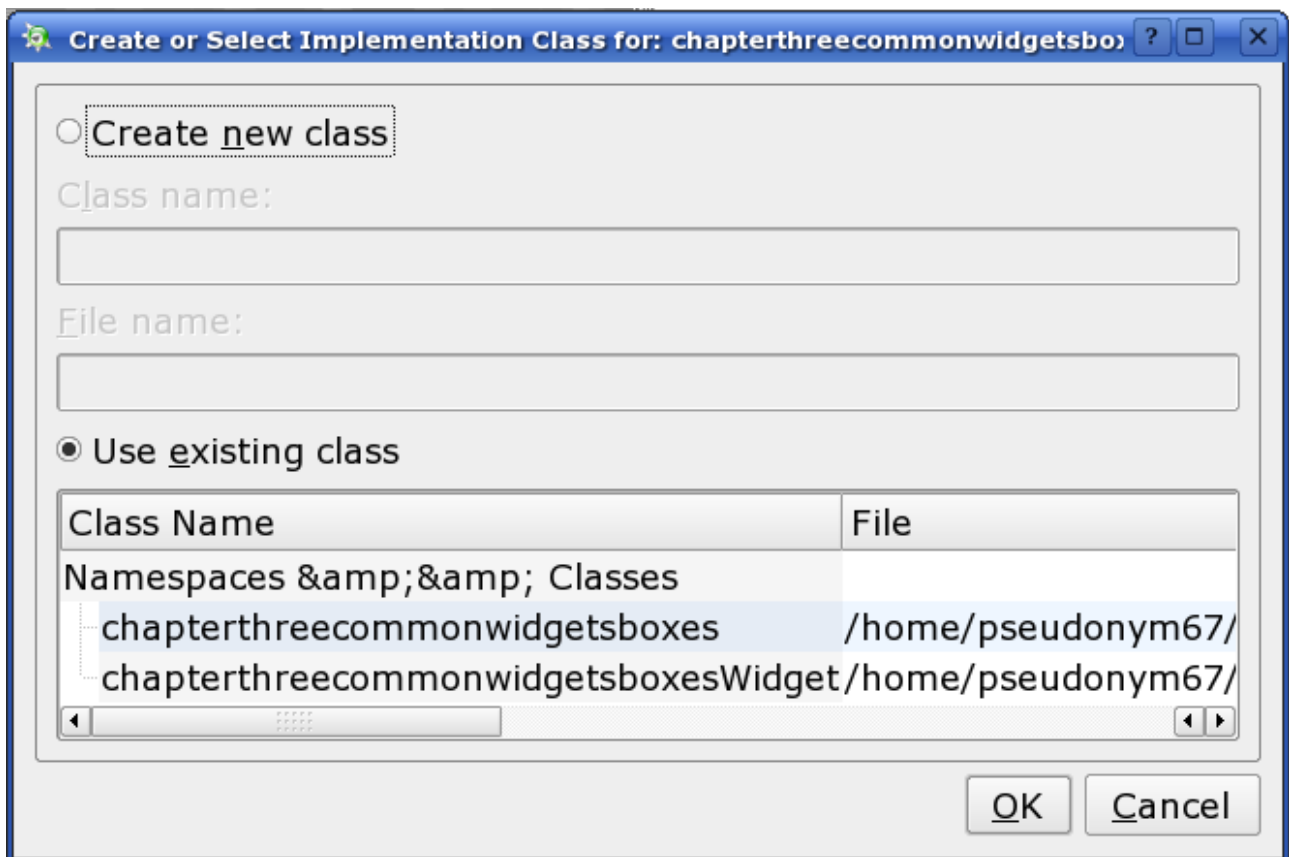 Create or Select Implementation Class for: chapterthreecommonwidgetsbox
Create new class
Class name:
File name:
Use existing class
Class Name File
Namespaces &amp;&amp; Classes
chapterthreecommonwidgetsboxes /home/pseudonym67/
chapterthreecommonwidgetsboxesWidget /home/pseudonym67/
OK Cancel